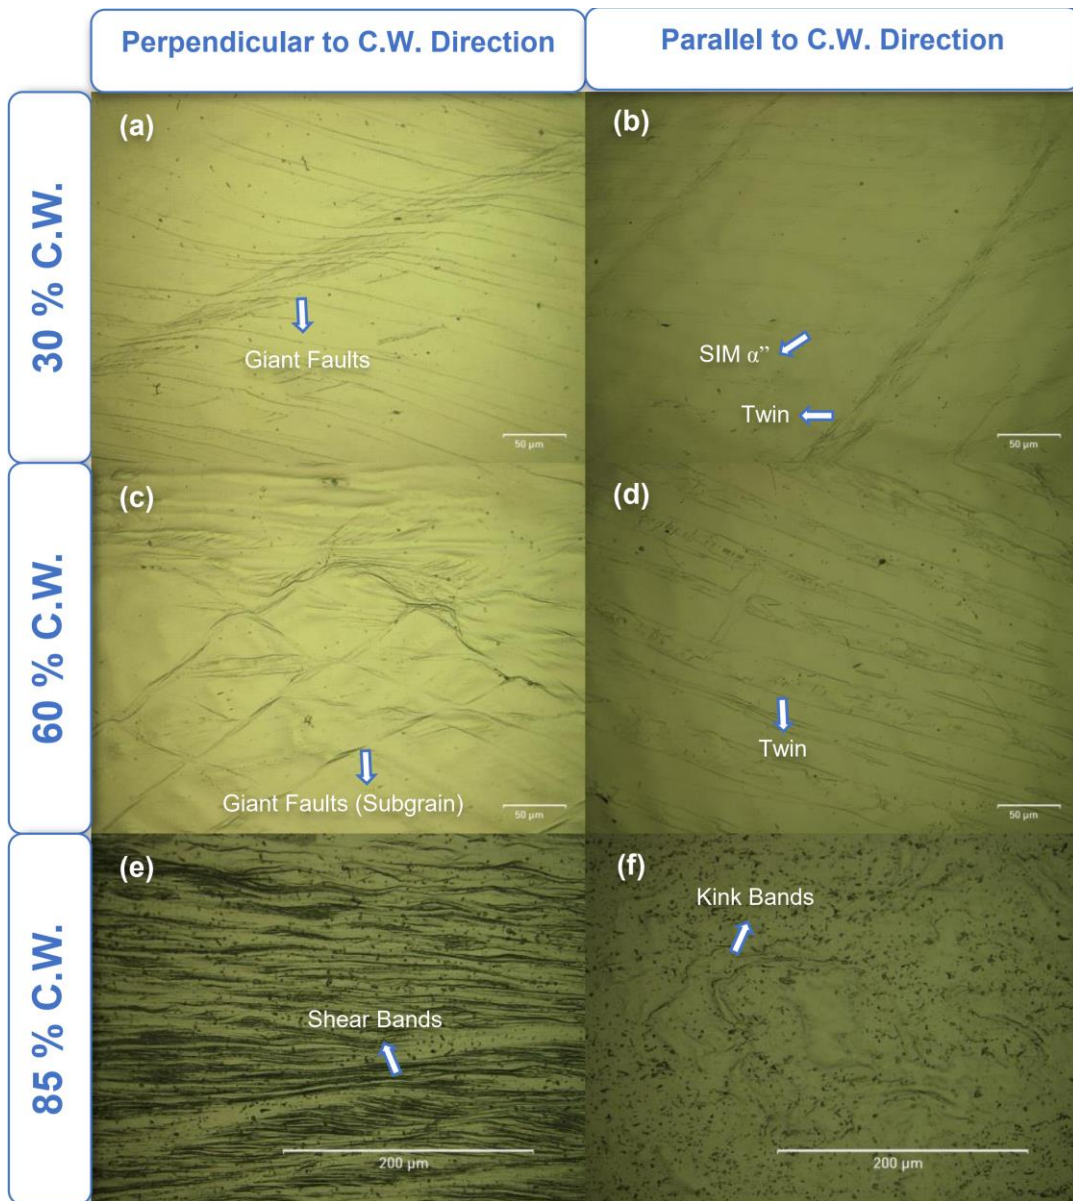 Perpendicular to C.W. Direction
Parallel to C.W. Direction
30 % C.W.
(a)
Giant Faults
50 µm
(b)
SIM α”
Twin
50 µm
60 % C.W.
(c)
Giant Faults (Subgrain)
50 µm
(d)
Twin
50 µm
85 % C.W.
(e)
Shear Bands
200 µm
(f)
Kink Bands
200 µm